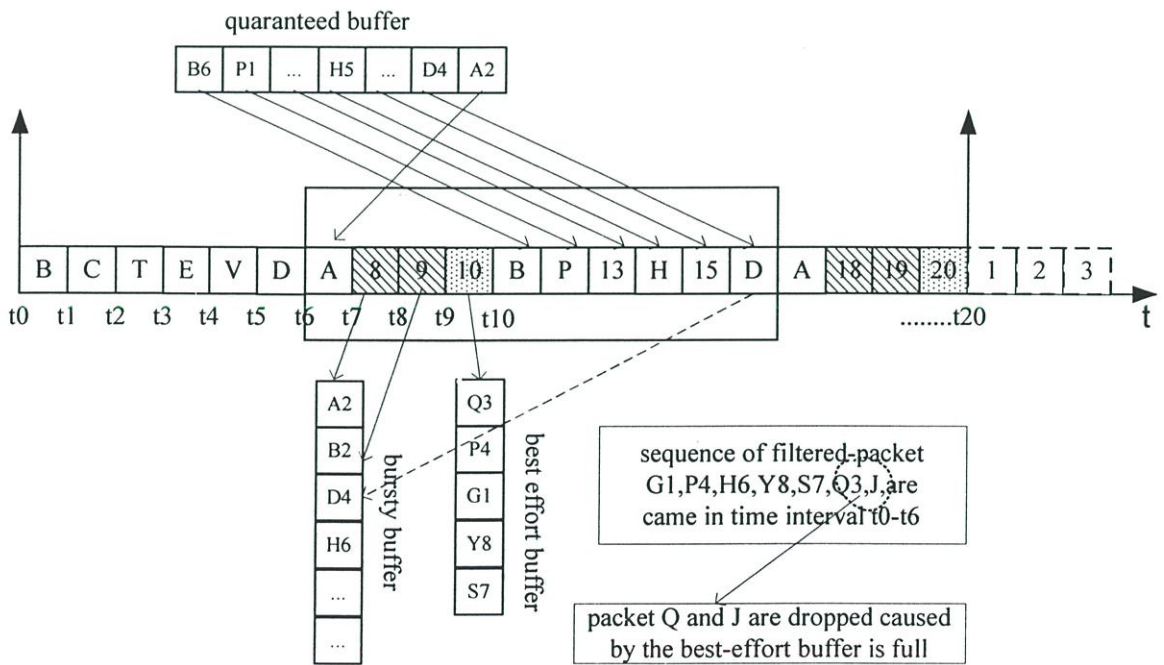 quaranteed buffer
B6 P1 ... H5 ... D4 A2
B C T E V D A 8 9 10 B P 13 H 15 D A 18 19 20 1 2 3
t0 t1 t2 t3 t4 t5 t6 t7 t8 t9 t10 ........t20 t
A2
B2
D4
H6
...
...
bursty buffer
Q3
P4
G1
Y8
S7
best effort buffer
sequence of filtered-packet
G1,P4,H6,Y8,S7,Q3,J,are
came in time interval t0-t6
packet Q and J are dropped caused
by the best-effort buffer is full